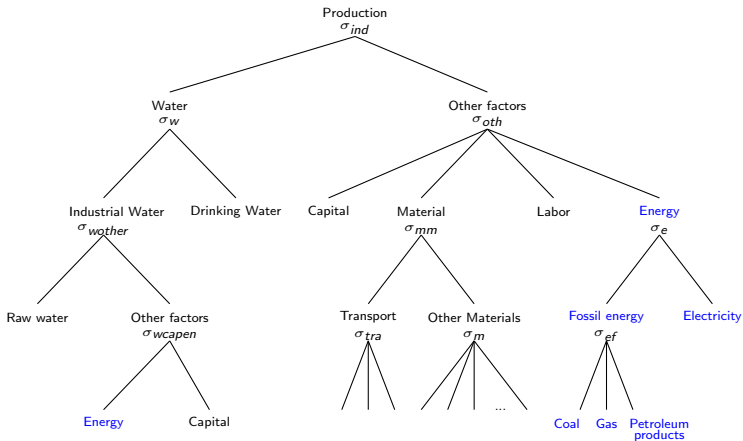 Production
σind
Water
σw
Other factors
σoth
Industrial Water
σwother
Drinking Water
Capital
Material
σmm
Labor
Energy
σe
Raw water
Other factors
σwcapen
Transport
σtra
Other Materials
σm
Fossil energy
σef
Electricity
Energy
Capital
...
Coal
Gas
Petroleum
products